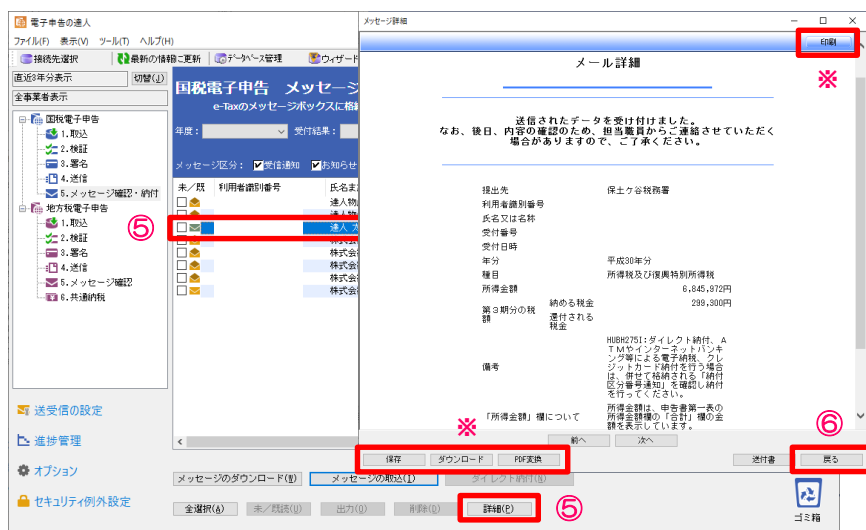 電子申告の達人
ファイル(F) 表示(V) ツール(T) ヘルプ(H)
接続先選択
最新の情報に更新
データベース管理
ウィザード
直近3年分表示
切替(J)
全事業者表示
国税電子申告
1.取込
2.検証
3.署名
4.送信
5.メッセージ確認・納付
地方税電子申告
1.取込
2.検証
3.署名
4.送信
5.メッセージ確認
6.共通納税
送受信の設定
進捗管理
オプション
セキュリティ例外設定
国税電子申告 メッセージ
e-Taxのメッセージボックスに格納
年度:
受付結果:
メッセージ区分:
受信通知
お知らせ
未/既 利用者識別番号
⑤
達人 太
株式会
株式会
株式会
株式会
メッセージのダウンロード(W)
メッセージの取込(I)
ダイレクト納付(N)
全選択(A)
未/既読(U)
出力(O)
削除(D)
詳細(P)
⑤
ゴミ箱
メッセージ詳細
印刷
※
メール詳細
送信されたデータを受け付けました。
なお、後日、内容の確認のため、担当職員からご連絡させていただく
場合がありますので、ご了承ください。
提出先 保土ケ谷税務署
利用者識別番号
氏名又は名称
受付番号
受付日時
年分 平成30年分
種目 所得税及び復興特別所得税
所得金額 6,845,972円
第3期分の税
額
納める税金 299,300円
還付される
税金
備考
HUBH275I:ダイレクト納付、A
TMやインターネットバンキ
ング等による電子納税、クレ
ジットカード納付を行う場合
は、併せて格納される「納付
区分番号通知」を確認し納付
を行ってください。
「所得金額」欄について
所得金額は、申告書第一表の
所得金額欄の「合計」欄の金
額を表示しています。
※
⑥
前へ
次へ
保存
ダウンロード
PDF変換
送付書
戻る